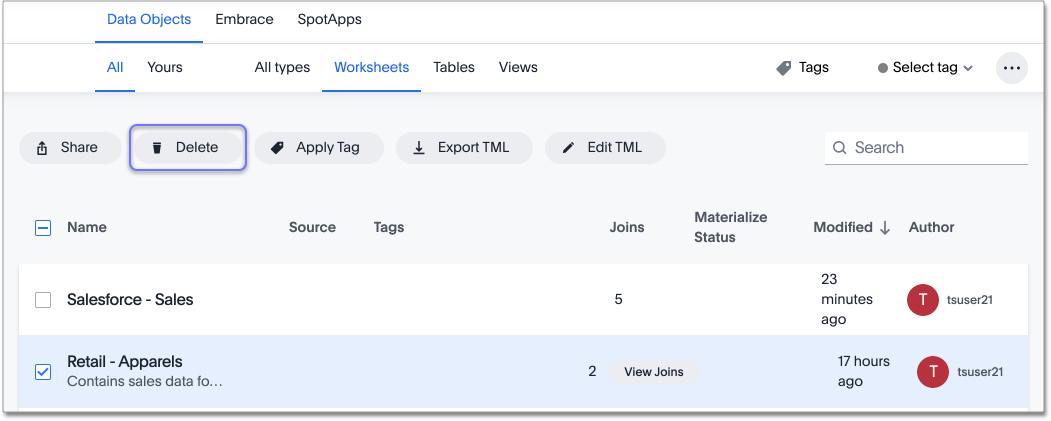 Data Objects Embrace SpotApps
All Yours All types Worksheets Tables Views Tags Select tag
Share Delete Apply Tag Export TML Edit TML Search
Name Source Tags Joins Materialize Status Modified Author
Salesforce - Sales 5 23 minutes ago T tsuser21
Retail - Apparels 2 View Joins 17 hours ago T tsuser21
Contains sales data fo…